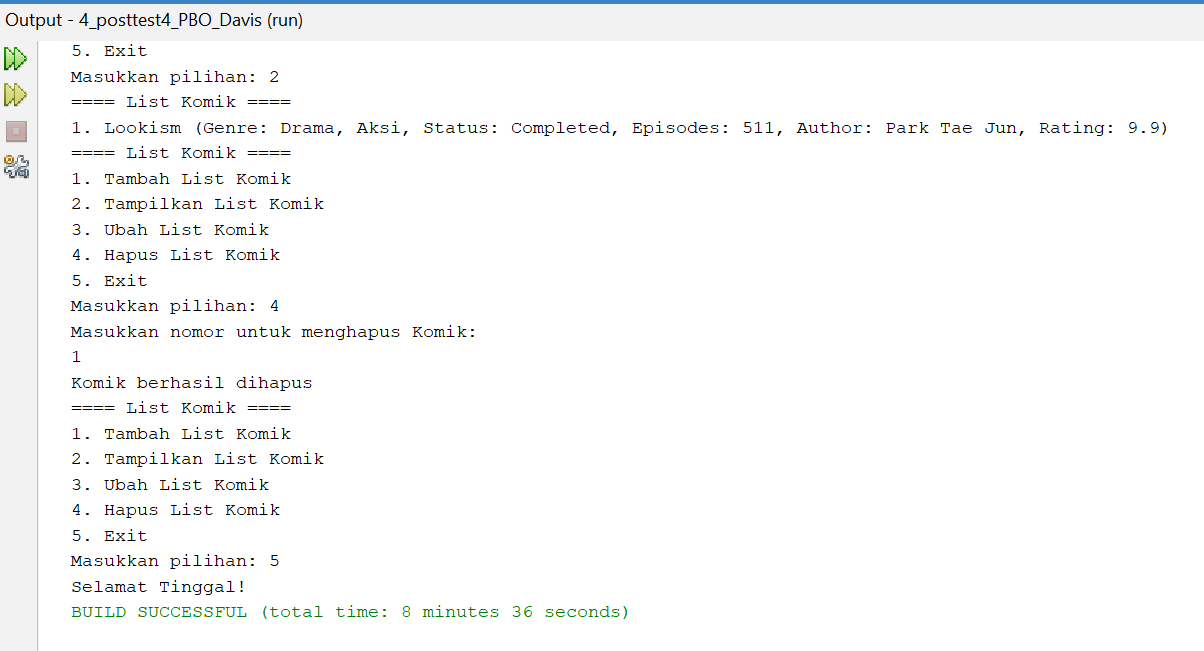 Output - 4_posttest4_PBO_Davis (run)
5. Exit
Masukkan pilihan: 2
==== List Komik ====
1. Lookism (Genre: Drama, Aksi, Status: Completed, Episodes: 511, Author: Park Tae Jun, Rating: 9.9)
==== List Komik ====
1. Tambah List Komik
2. Tampilkan List Komik
3. Ubah List Komik
4. Hapus List Komik
5. Exit
Masukkan pilihan: 4
Masukkan nomor untuk menghapus Komik:
1
Komik berhasil dihapus
==== List Komik ====
1. Tambah List Komik
2. Tampilkan List Komik
3. Ubah List Komik
4. Hapus List Komik
5. Exit
Masukkan pilihan: 5
Selamat Tinggal!
BUILD SUCCESSFUL (total time: 8 minutes 36 seconds)